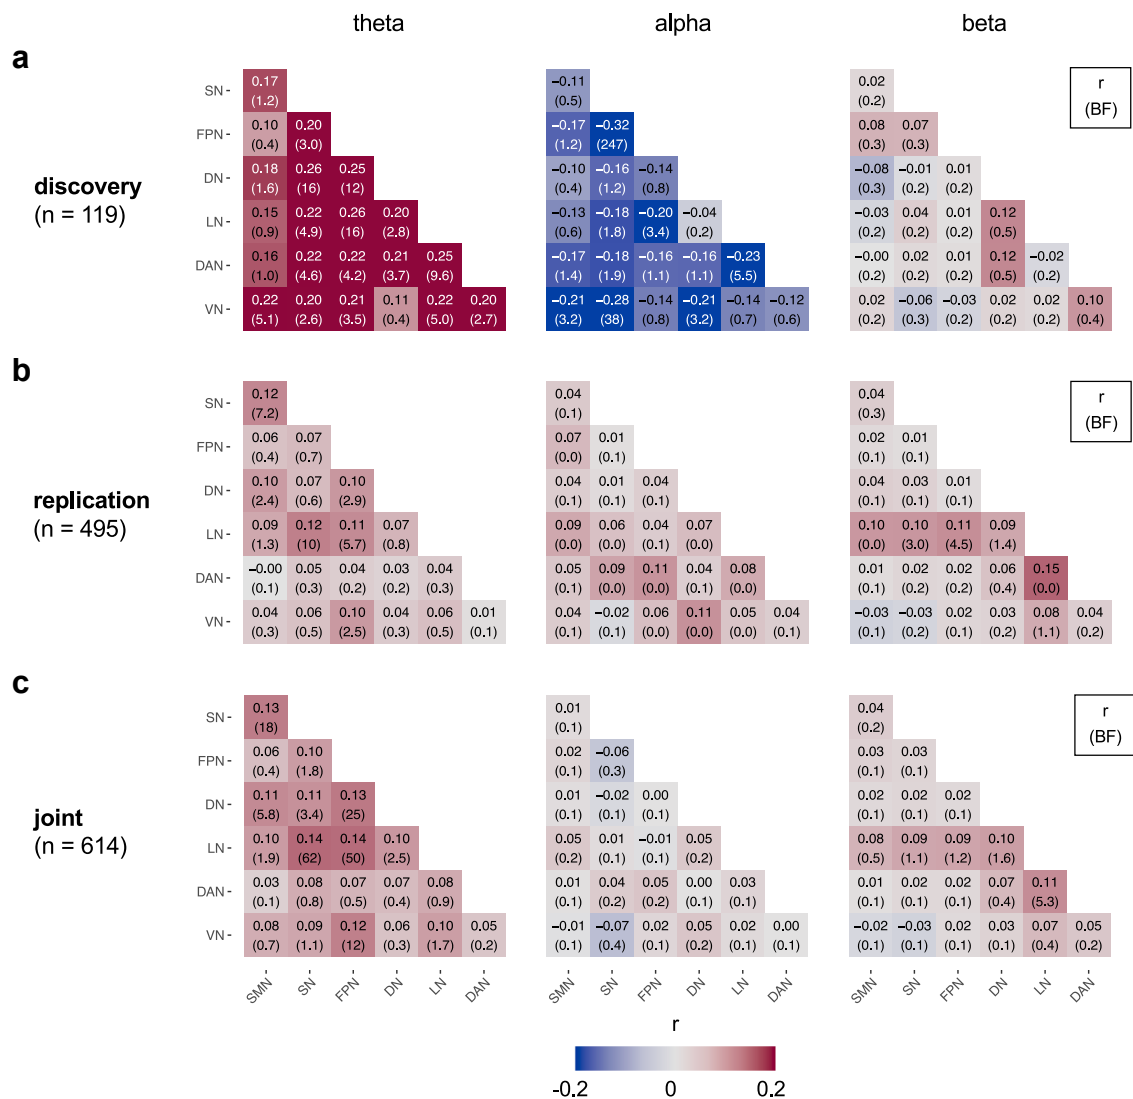 theta alpha beta
a
discovery
(n = 119)
SN 0.17 −0.11 0.02
(1.2) (0.5) (0.2)
FPN 0.10 0.20 −0.17 −0.32 0.08 0.07
(0.4) (3.0) (1.2) (247) (0.3) (0.3)
DN 0.18 0.26 0.25 −0.10 −0.16 −0.14 −0.08 −0.01 0.01
(1.6) (16) (12) (0.4) (1.2) (0.8) (0.3) (0.2) (0.2)
LN 0.15 0.22 0.26 0.20 −0.13 −0.18 −0.20 −0.04 −0.03 0.04 0.01 0.12
(0.9) (4.9) (16) (2.8) (0.6) (1.8) (3.4) (0.2) (0.2) (0.2) (0.2) (0.5)
DAN 0.16 0.22 0.22 0.21 0.25 −0.17 −0.18 −0.16 −0.16 −0.23 −0.00 0.02 0.01 0.12 −0.02
(1.0) (4.6) (4.2) (3.7) (9.6) (1.4) (1.9) (1.1) (1.1) (5.5) (0.2) (0.2) (0.2) (0.5) (0.2)
VN 0.22 0.20 0.21 0.11 0.22 0.20 −0.21 −0.28 −0.14 −0.21 −0.14 −0.12 0.02 −0.06 −0.03 0.02 0.02 0.10
(5.1) (2.6) (3.5) (0.4) (5.0) (2.7) (3.2) (38) (0.8) (3.2) (0.7) (0.6) (0.2) (0.3) (0.2) (0.2) (0.2) (0.4)
r
(BF)
b
replication
(n = 495)
SN 0.12 0.04 0.04
(7.2) (0.1) (0.3)
FPN 0.06 0.07 0.07 0.01 0.02 0.01
(0.4) (0.7) (0.0) (0.1) (0.1) (0.1)
DN 0.10 0.07 0.10 0.04 0.01 0.04 0.04 0.03 0.01
(2.4) (0.6) (2.9) (0.1) (0.1) (0.1) (0.1) (0.1) (0.1)
LN 0.09 0.12 0.11 0.07 0.09 0.06 0.04 0.07 0.10 0.10 0.11 0.09
(1.3) (10) (5.7) (0.8) (0.0) (0.0) (0.1) (0.0) (0.0) (3.0) (4.5) (1.4)
DAN −0.00 0.05 0.04 0.03 0.04 0.05 0.09 0.11 0.04 0.08 0.01 0.02 0.02 0.06 0.15
(0.1) (0.3) (0.2) (0.2) (0.3) (0.1) (0.0) (0.0) (0.1) (0.0) (0.1) (0.2) (0.2) (0.4) (0.0)
VN 0.04 0.06 0.10 0.04 0.06 0.01 0.04 −0.02 0.06 0.11 0.05 0.04 −0.03 −0.03 0.02 0.03 0.08 0.04
(0.3) (0.5) (2.5) (0.3) (0.5) (0.1) (0.1) (0.1) (0.0) (0.0) (0.0) (0.1) (0.1) (0.2) (0.1) (0.2) (1.1) (0.2)
r
(BF)
c
joint
(n = 614)
SN 0.13 0.01 0.04
(18) (0.1) (0.2)
FPN 0.06 0.10 0.02 −0.06 0.03 0.03
(0.4) (1.8) (0.1) (0.3) (0.1) (0.1)
DN 0.11 0.11 0.13 0.01 −0.02 0.00 0.02 0.02 0.02
(5.8) (3.4) (25) (0.1) (0.1) (0.1) (0.1) (0.1) (0.1)
LN 0.10 0.14 0.14 0.10 0.05 0.01 −0.01 0.05 0.08 0.09 0.09 0.10
(1.9) (62) (50) (2.5) (0.2) (0.1) (0.1) (0.2) (0.5) (1.1) (1.2) (1.6)
DAN 0.03 0.08 0.07 0.07 0.08 0.01 0.04 0.05 0.00 0.03 0.01 0.02 0.02 0.07 0.11
(0.1) (0.8) (0.5) (0.4) (0.9) (0.1) (0.2) (0.2) (0.1) (0.1) (0.1) (0.1) (0.1) (0.4) (5.3)
VN 0.08 0.09 0.12 0.06 0.10 0.05 −0.01 −0.07 0.02 0.05 0.02 0.00 −0.02 −0.03 0.02 0.03 0.07 0.05
(0.7) (1.1) (12) (0.3) (1.7) (0.2) (0.1) (0.4) (0.1) (0.2) (0.1) (0.1) (0.1) (0.1) (0.1) (0.1) (0.4) (0.2)
r
(BF)
SMN SN FPN DN LN DAN SMN SN FPN DN LN DAN SMN SN FPN DN LN DAN
r
-0.2 0 0.2